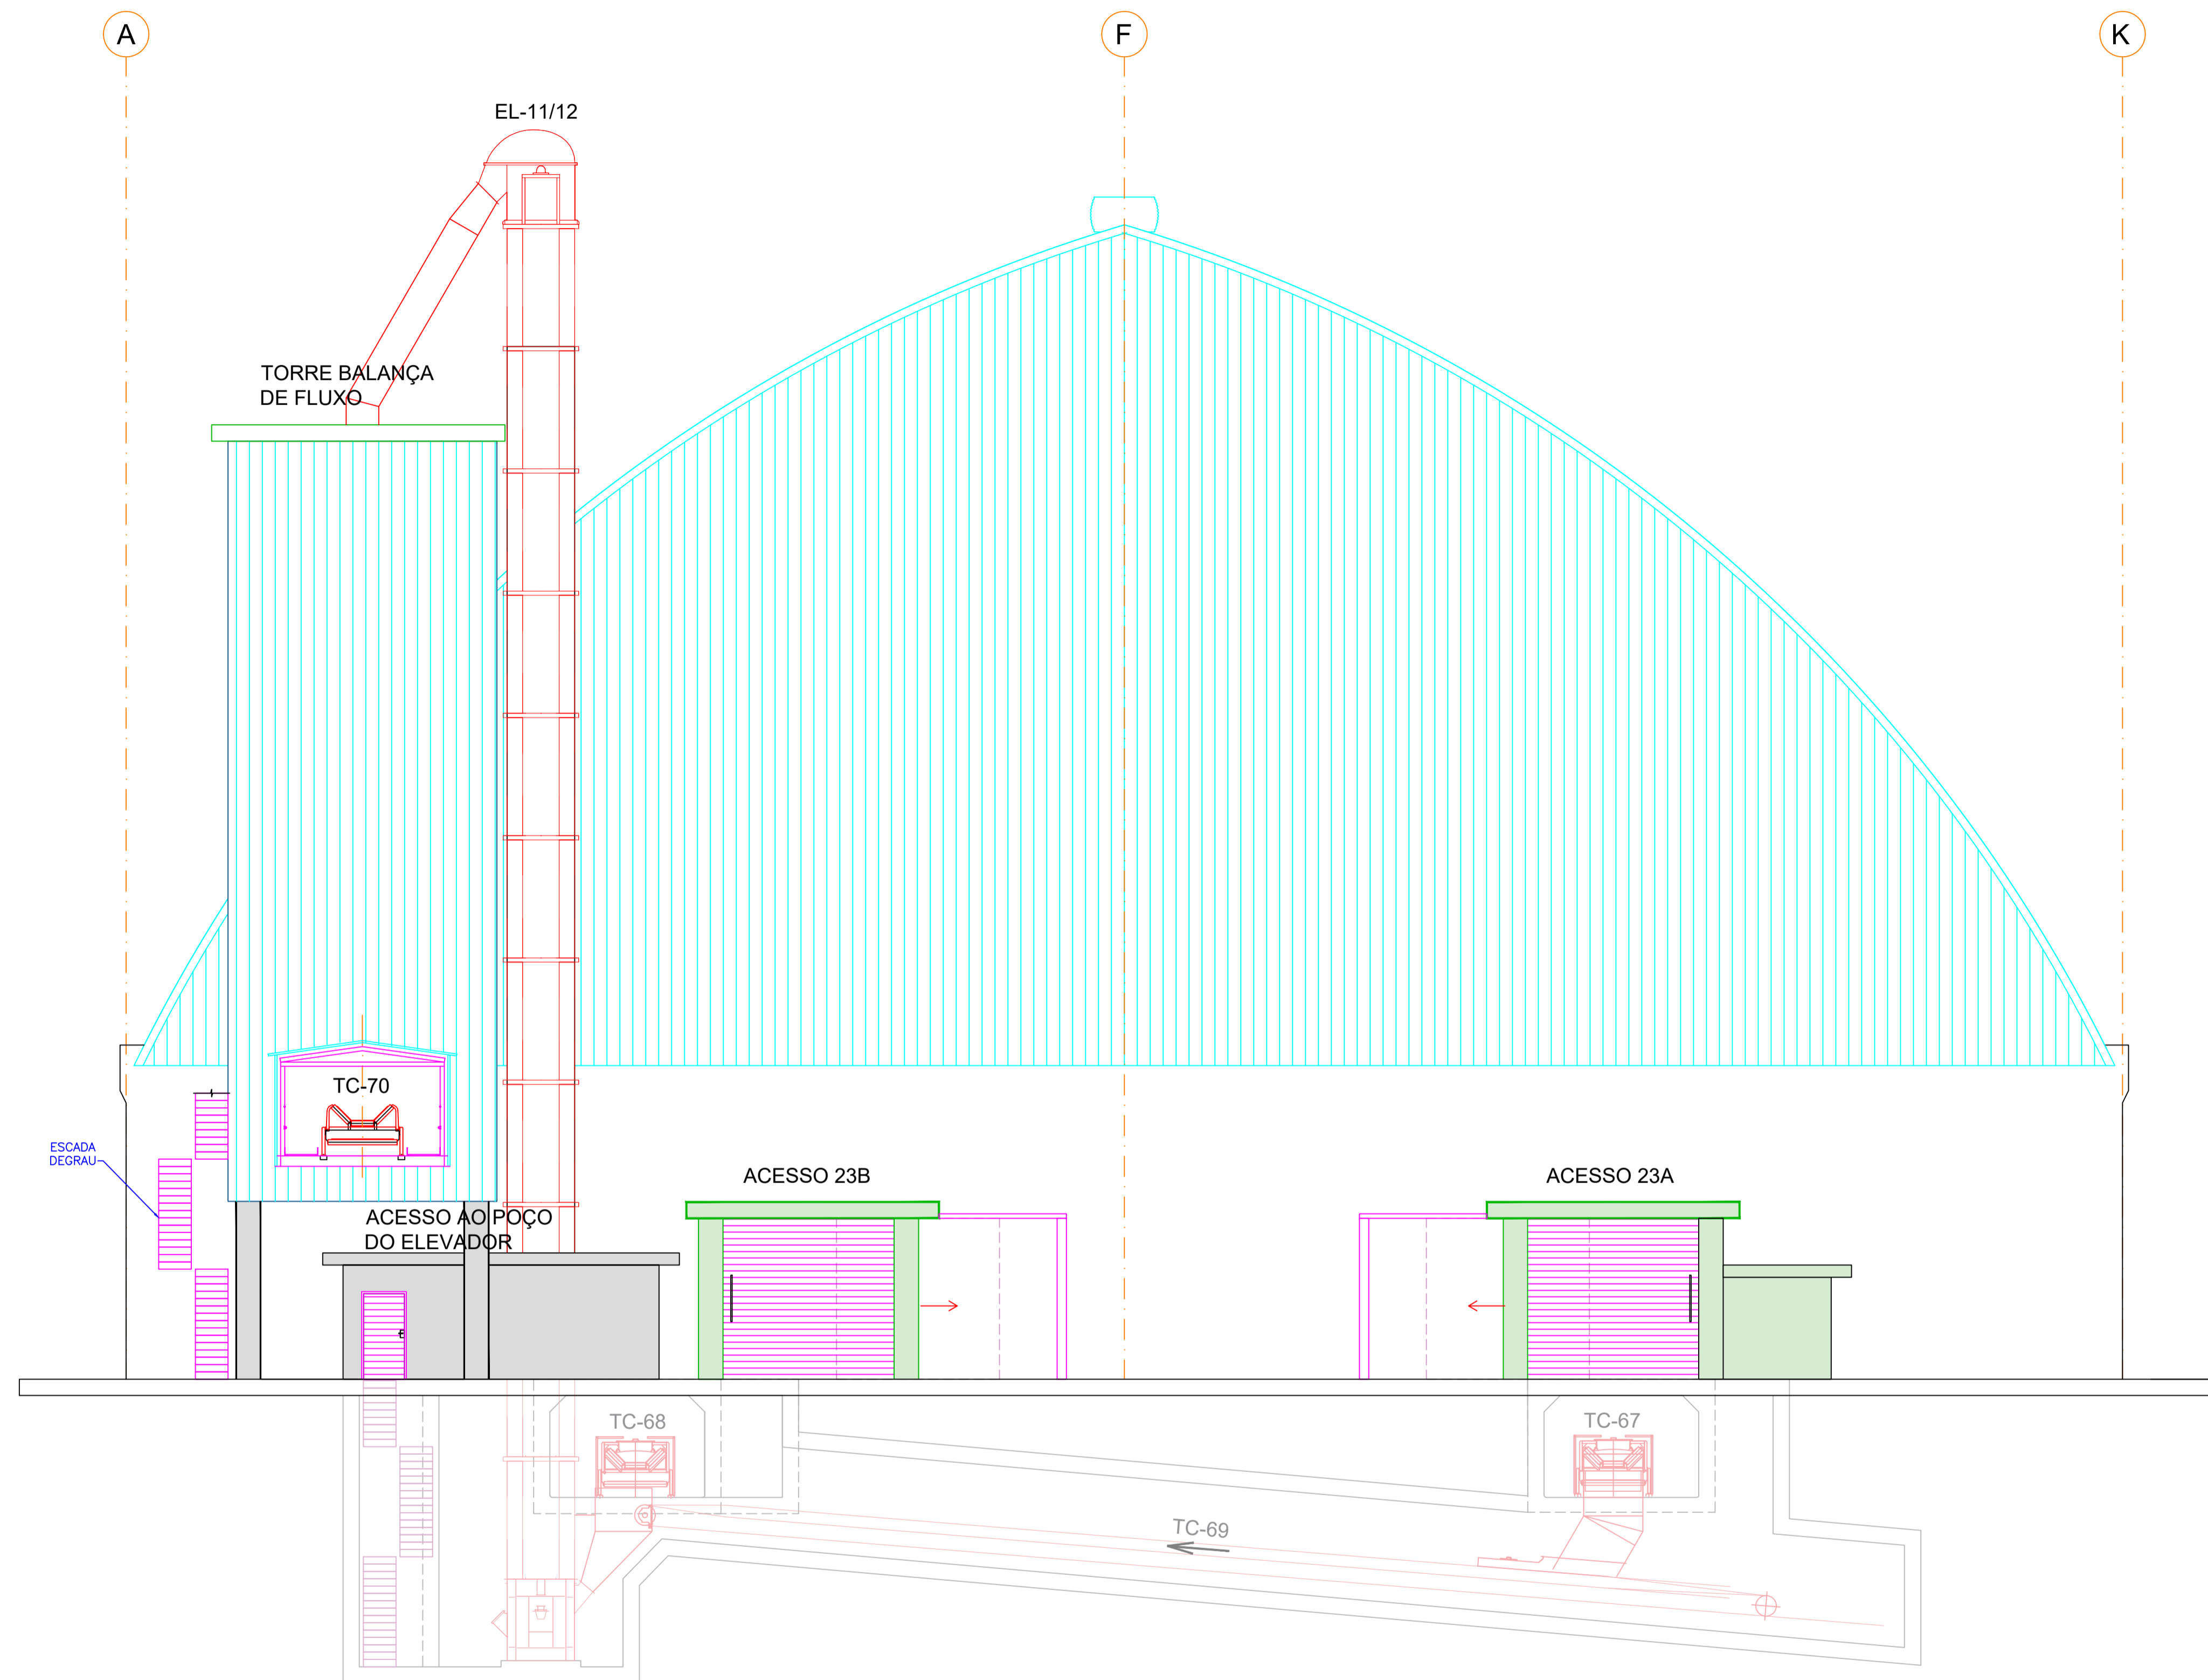 A
F
K
EL-11/12
TORRE BALANÇA
DE FLUXO
TC-70
ESCADA
DEGRAU
ACESSO 23B
ACESSO 23A
ACESSO AO POÇO
DO ELEVADOR
TC-68
TC-67
TC-69